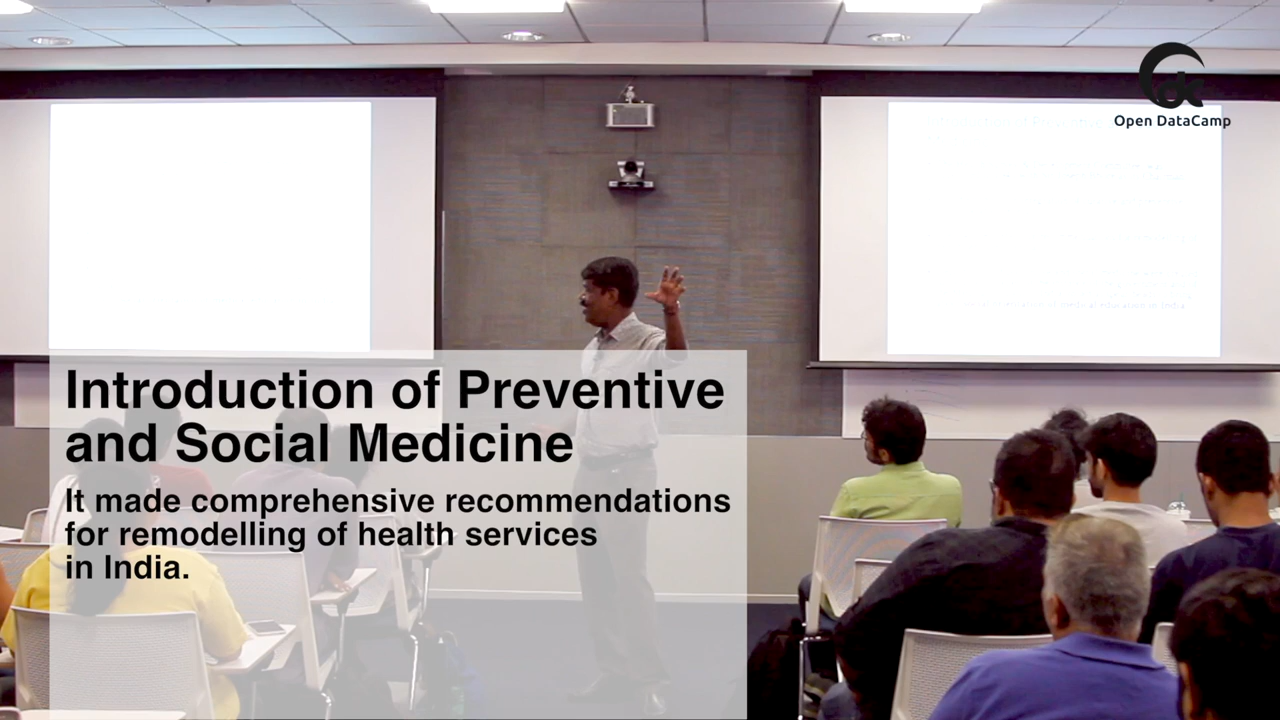 Open DataCamp
Introduction of Preventive
and Social Medicine
It made comprehensive recommendations
for remodelling of health services
in India.